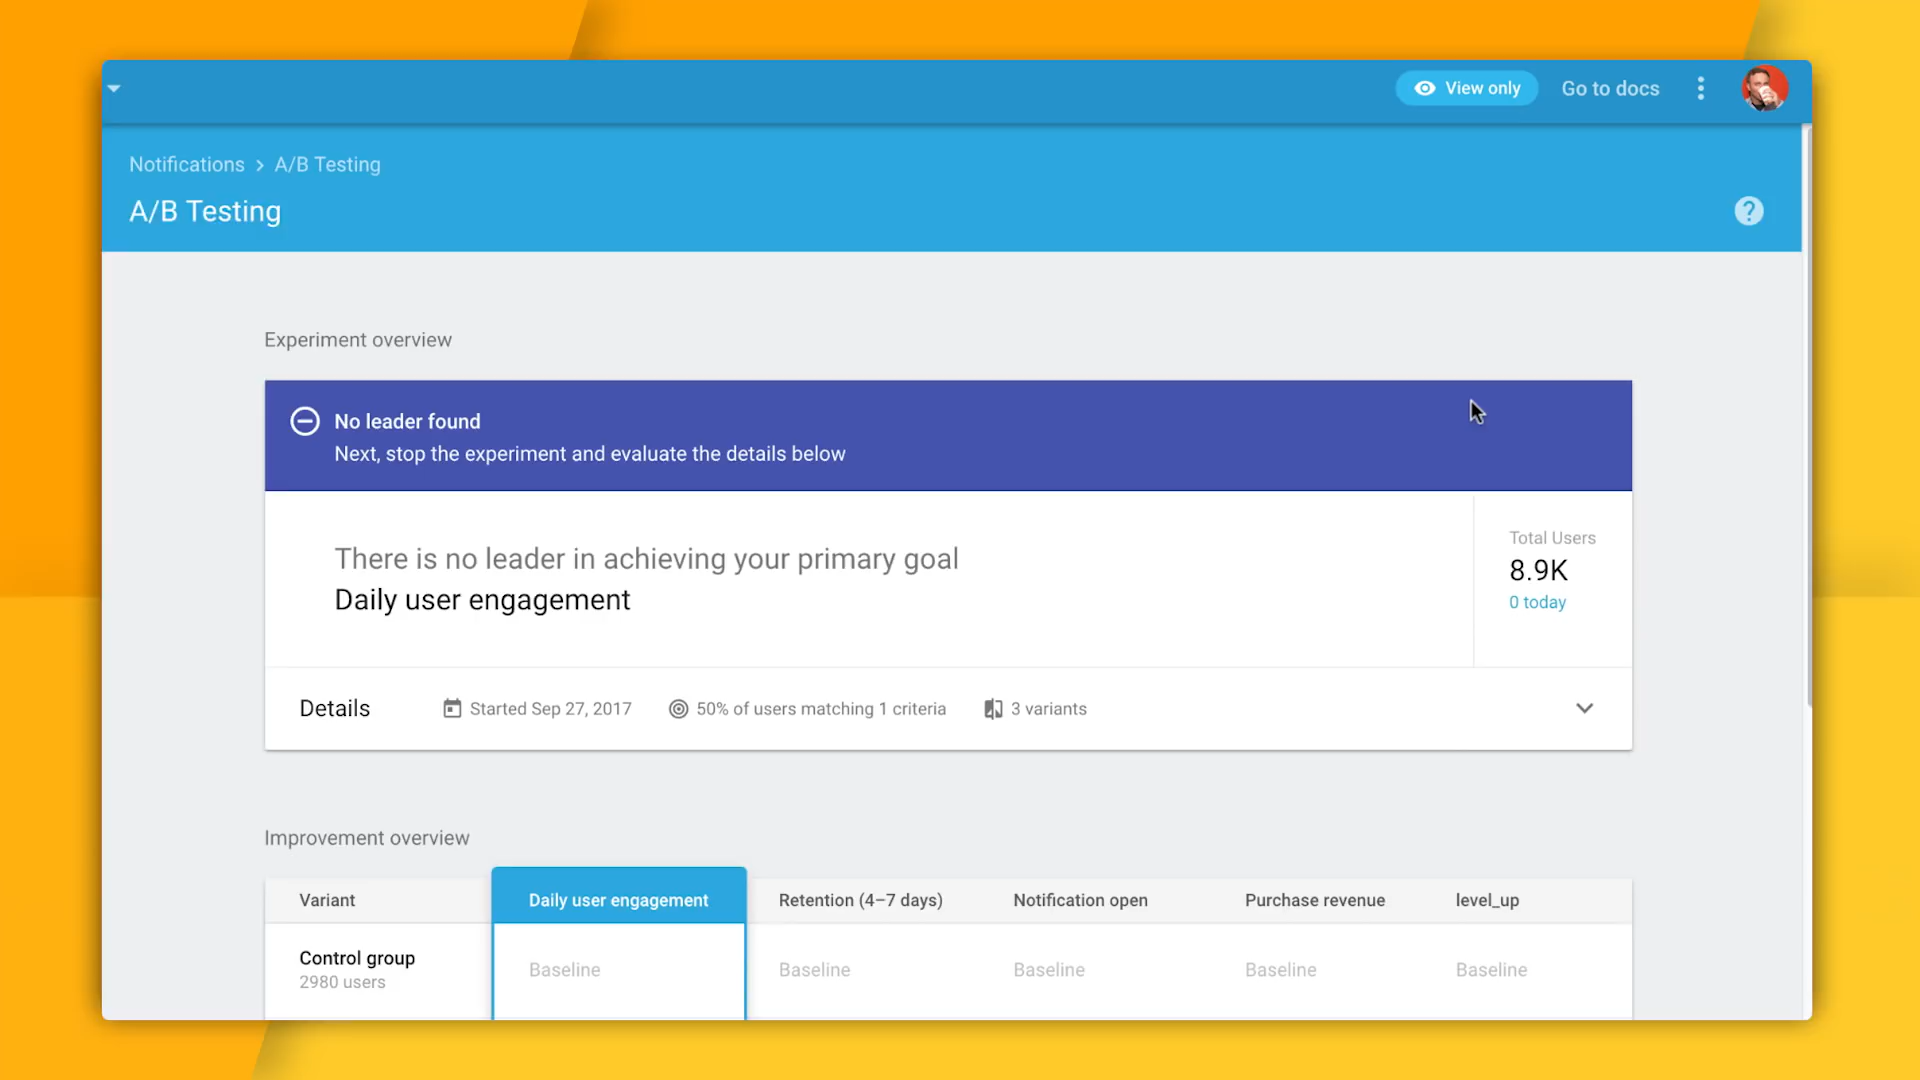 View only
Go to docs
Notifications > A/B Testing
A/B Testing
?
Experiment overview
No leader found
Next, stop the experiment and evaluate the details below
There is no leader in achieving your primary goal
Daily user engagement
Total Users
8.9K
0 today
Details
Started Sep 27, 2017
50% of users matching 1 criteria
3 variants
Improvement overview
Variant
Daily user engagement
Retention (4–7 days)
Notification open
Purchase revenue
level_up
Control group
2980 users
Baseline
Baseline
Baseline
Baseline
Baseline